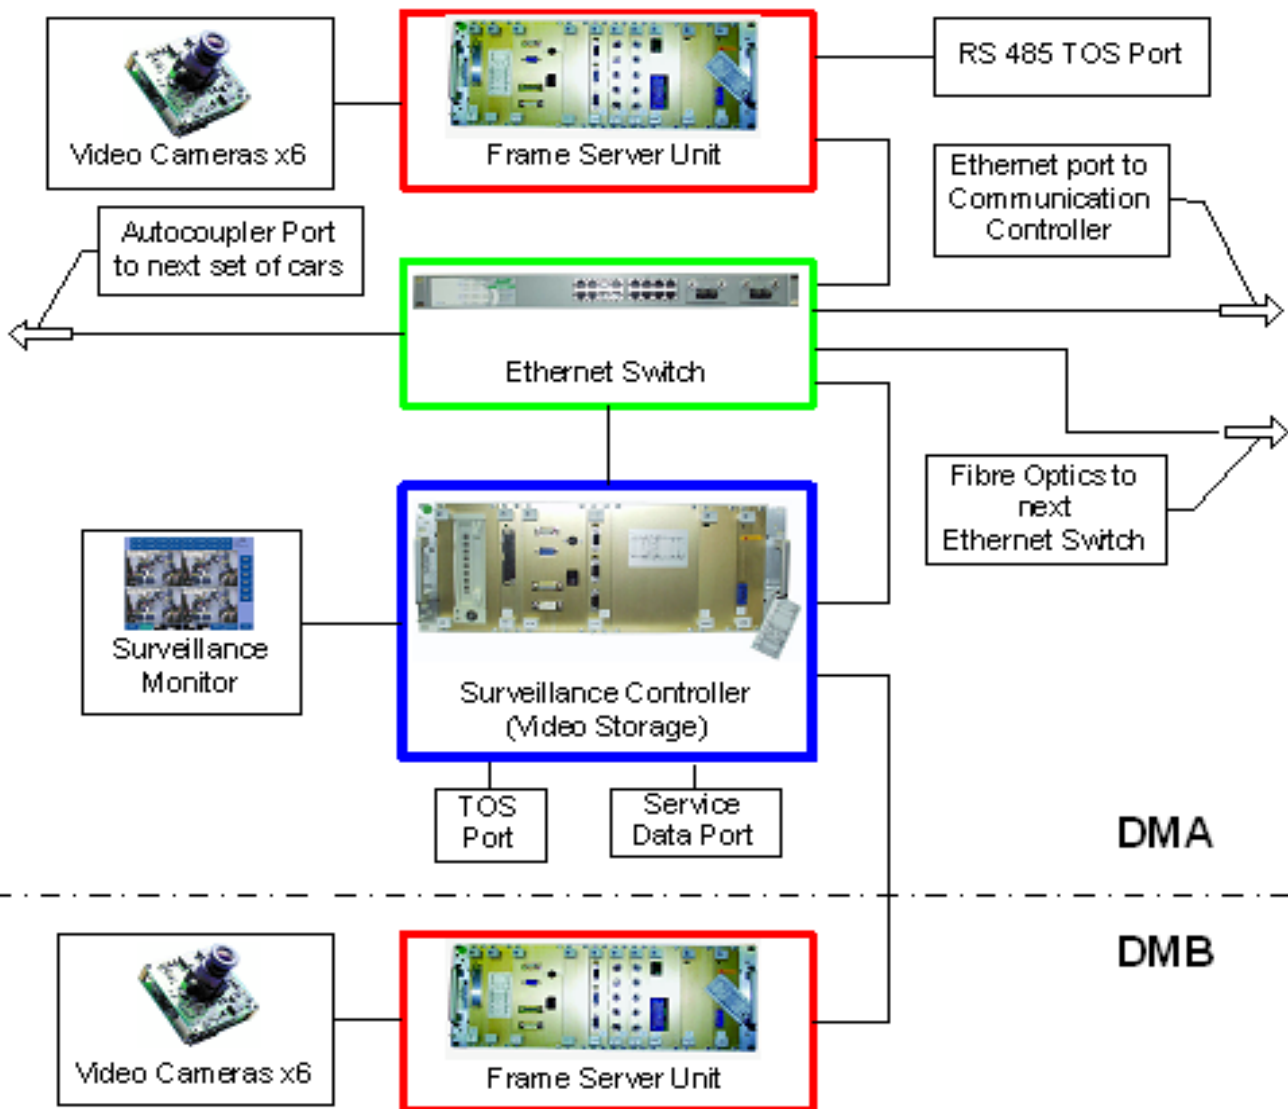 Video Cameras x6
Frame Server Unit
RS 485 TOS Port
Ethernet port to
Communication
Controller
Autocoupler Port
to next set of cars
Ethernet Switch
Fibre Optics to
next
Ethernet Switch
Surveillance
Monitor
Surveillance Controller
(Video Storage)
TOS
Port
Service
Data Port
DMA
DMB
Video Cameras x6
Frame Server Unit